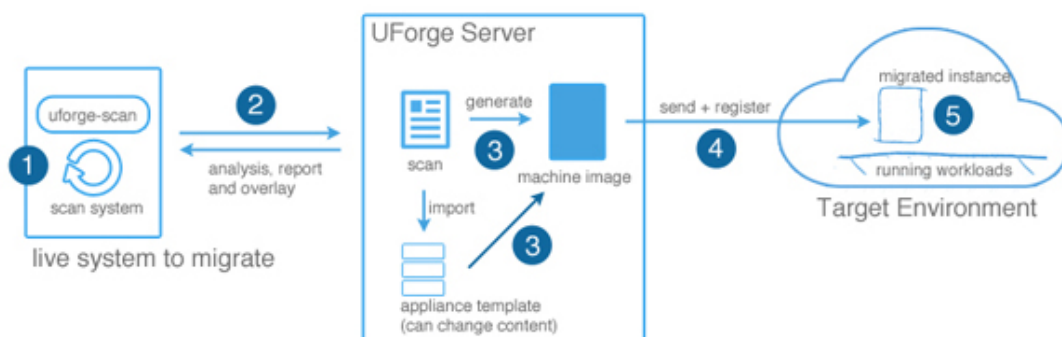 UForge Server
uforge-scan
1
scan system
live system to migrate
2
analysis, report
and overlay
scan
generate
3
machine image
import
3
appliance template
(can change content)
send + register
4
migrated instance
5
running workloads
Target Environment